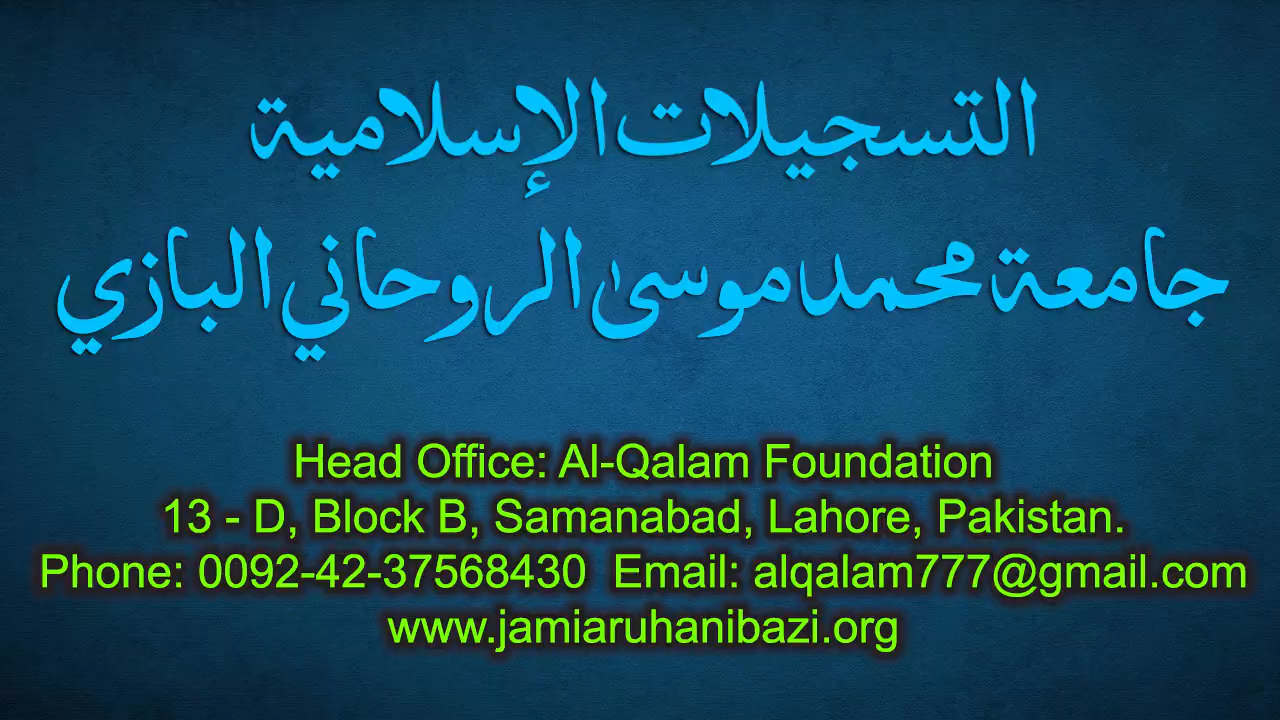 التسجيلات الإسلامية
جامعة محمد موسىٰ الروحاني البازي
Head Office: Al-Qalam Foundation
13 - D, Block B, Samanabad, Lahore, Pakistan.
Phone: 0092-42-37568430  Email: alqalam777@gmail.com
www.jamiaruhanibazi.org